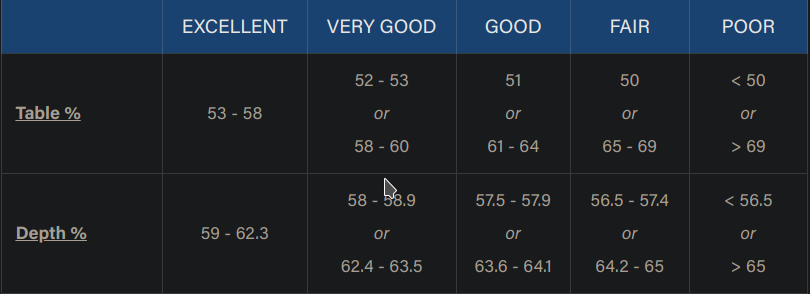 EXCELLENT VERY GOOD GOOD FAIR POOR
52 - 53 51 50 < 50
Table % 53 - 58 or or or or
58 - 60 61 - 64 65 - 69 > 69
58 - 58.9 57.5 - 57.9 56.5 - 57.4 < 56.5
Depth % 59 - 62.3 or or or or
62.4 - 63.5 63.6 - 64.1 64.2 - 65 > 65